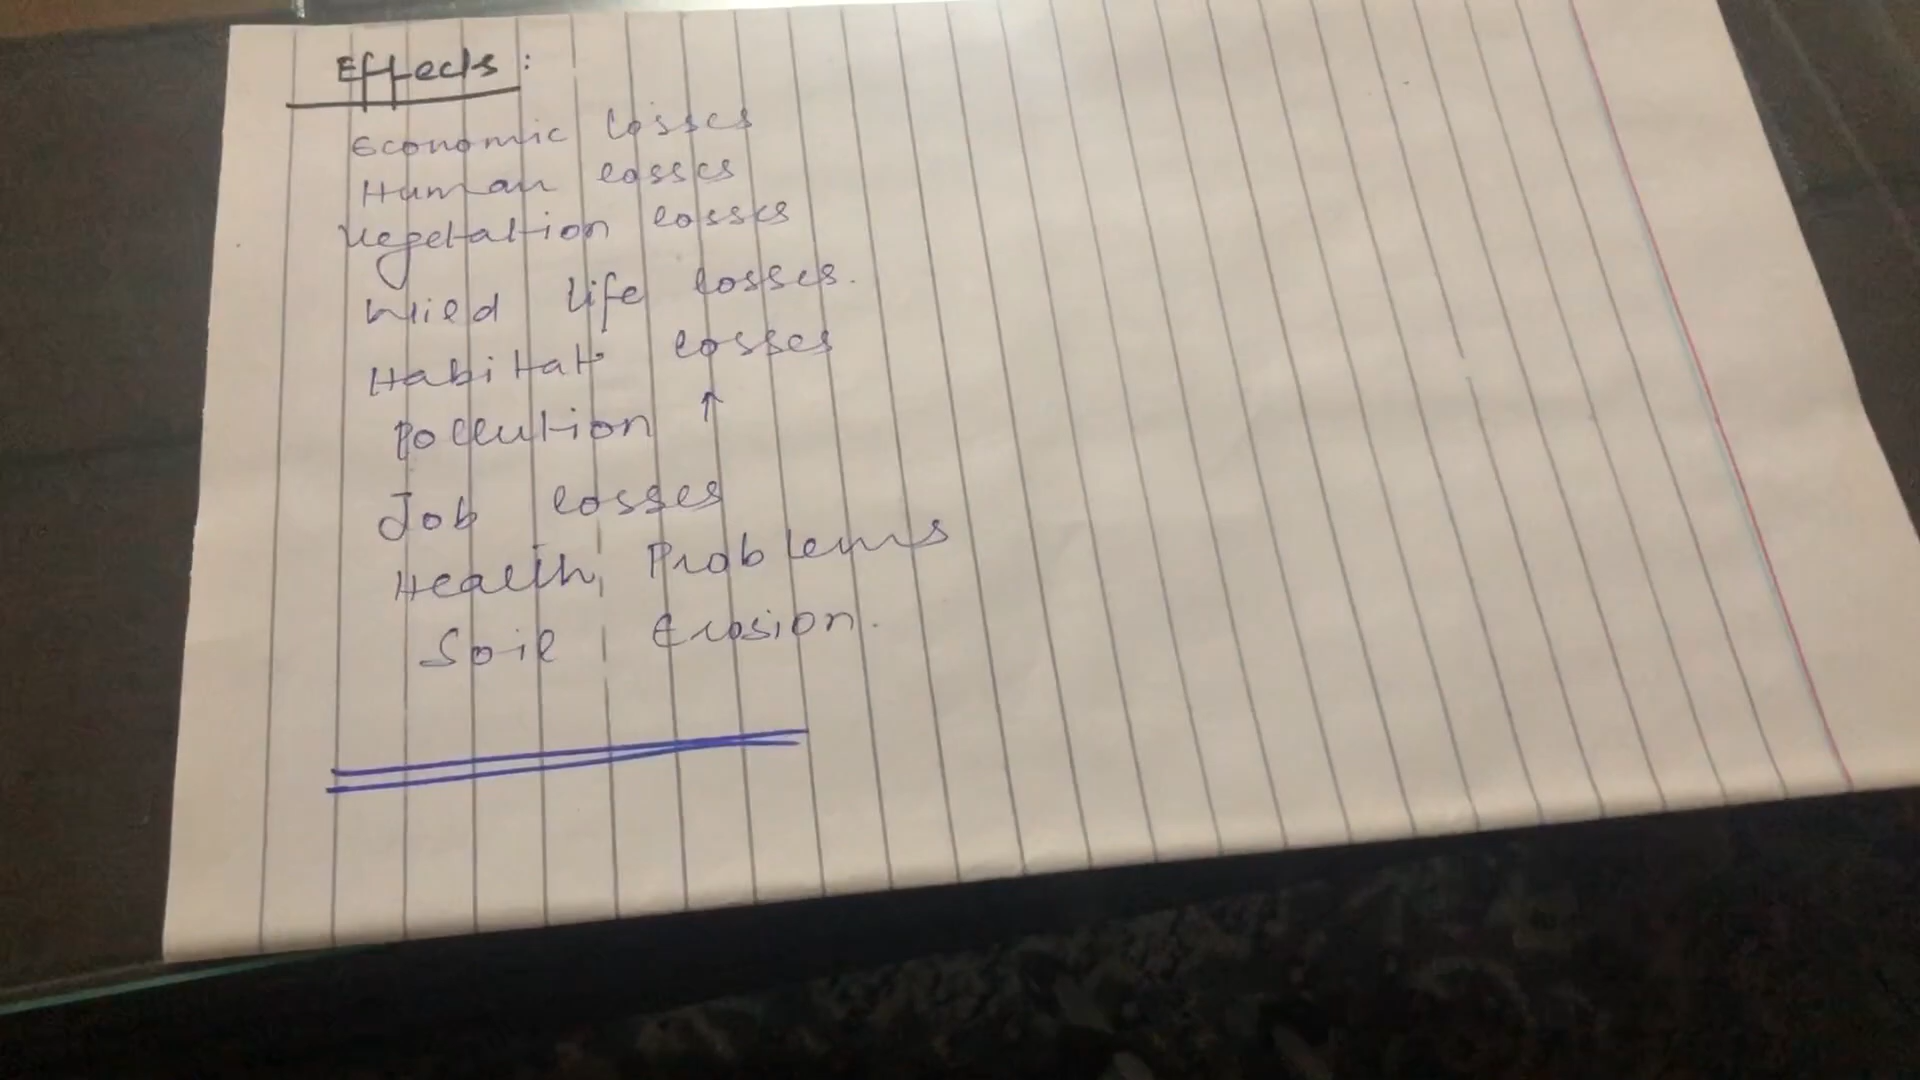 Effects:
Economic losses
Human losses
Vegetation losses
Wild life losses.
Habitat losses
Pollution ↑
Job losses
Health Problems
Soil Erosion.